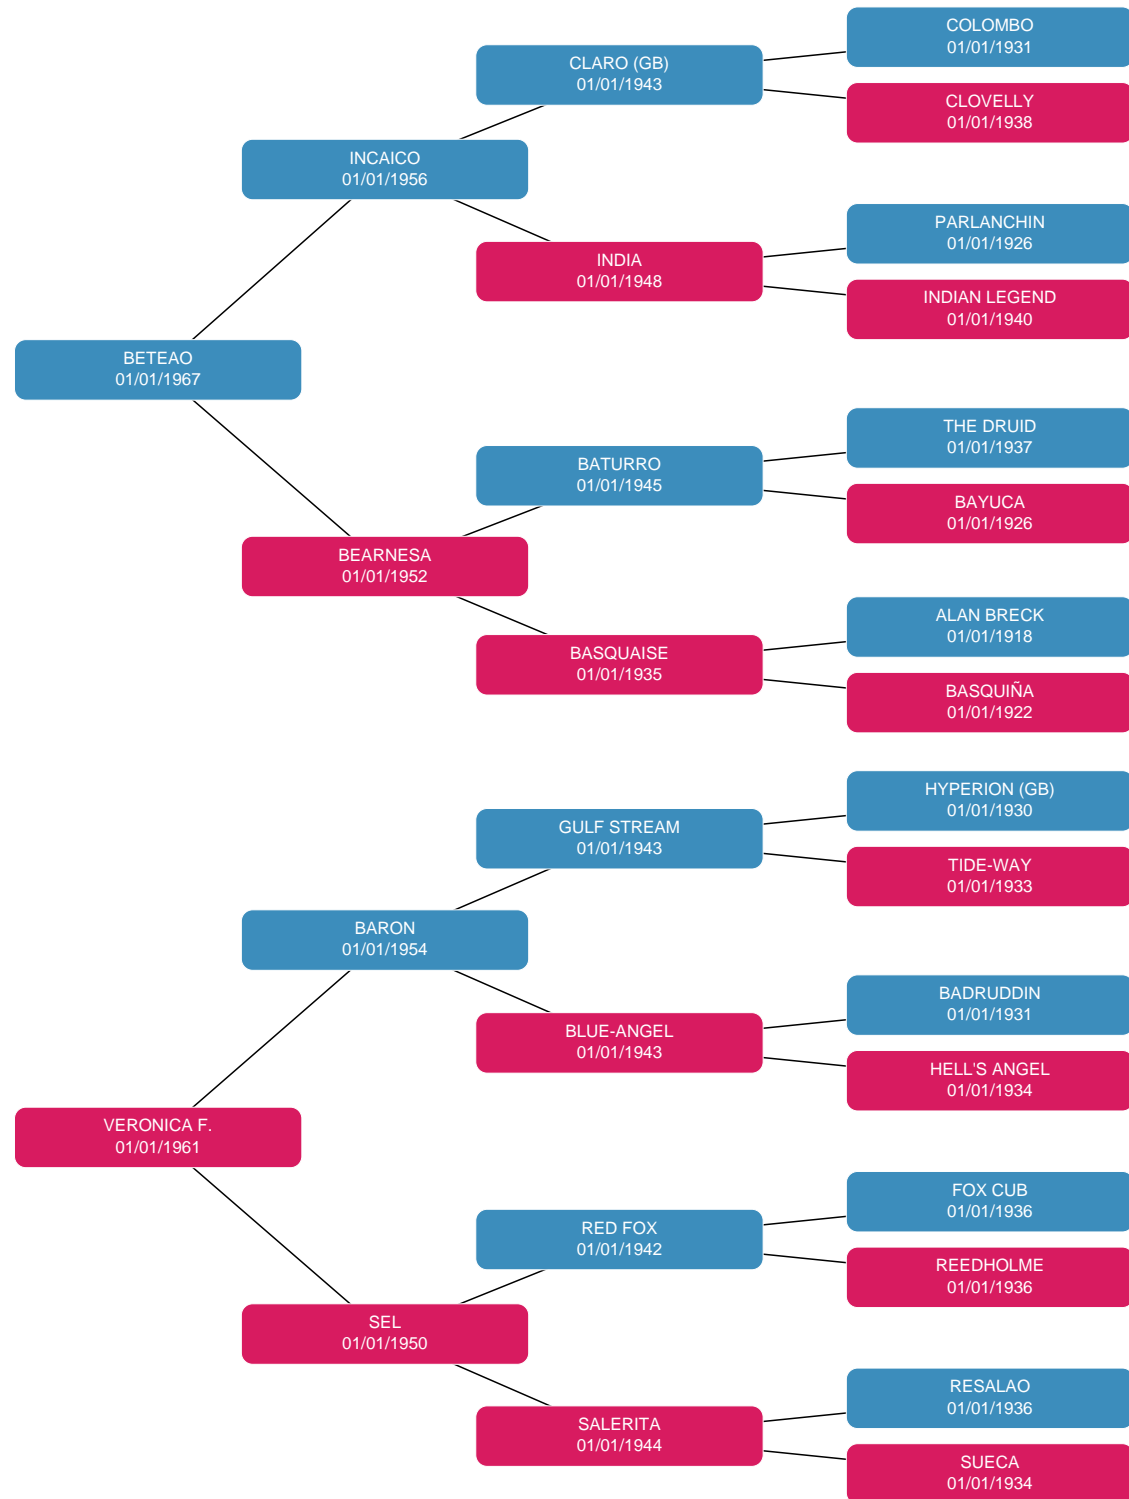 COLOMBO
01/01/1931
CLARO (GB)
01/01/1943
CLOVELLY
01/01/1938
INCAICO
01/01/1956
PARLANCHIN
01/01/1926
INDIA
01/01/1948
INDIAN LEGEND
01/01/1940
BETEAO
01/01/1967
THE DRUID
01/01/1937
BATURRO
01/01/1945
BAYUCA
01/01/1926
BEARNESA
01/01/1952
ALAN BRECK
01/01/1918
BASQUAISE
01/01/1935
BASQUIÑA
01/01/1922
HYPERION (GB)
01/01/1930
GULF STREAM
01/01/1943
TIDE-WAY
01/01/1933
BARON
01/01/1954
BADRUDDIN
01/01/1931
BLUE-ANGEL
01/01/1943
HELL'S ANGEL
01/01/1934
VERONICA F.
01/01/1961
FOX CUB
01/01/1936
RED FOX
01/01/1942
REEDHOLME
01/01/1936
SEL
01/01/1950
RESALAO
01/01/1936
SALERITA
01/01/1944
SUECA
01/01/1934